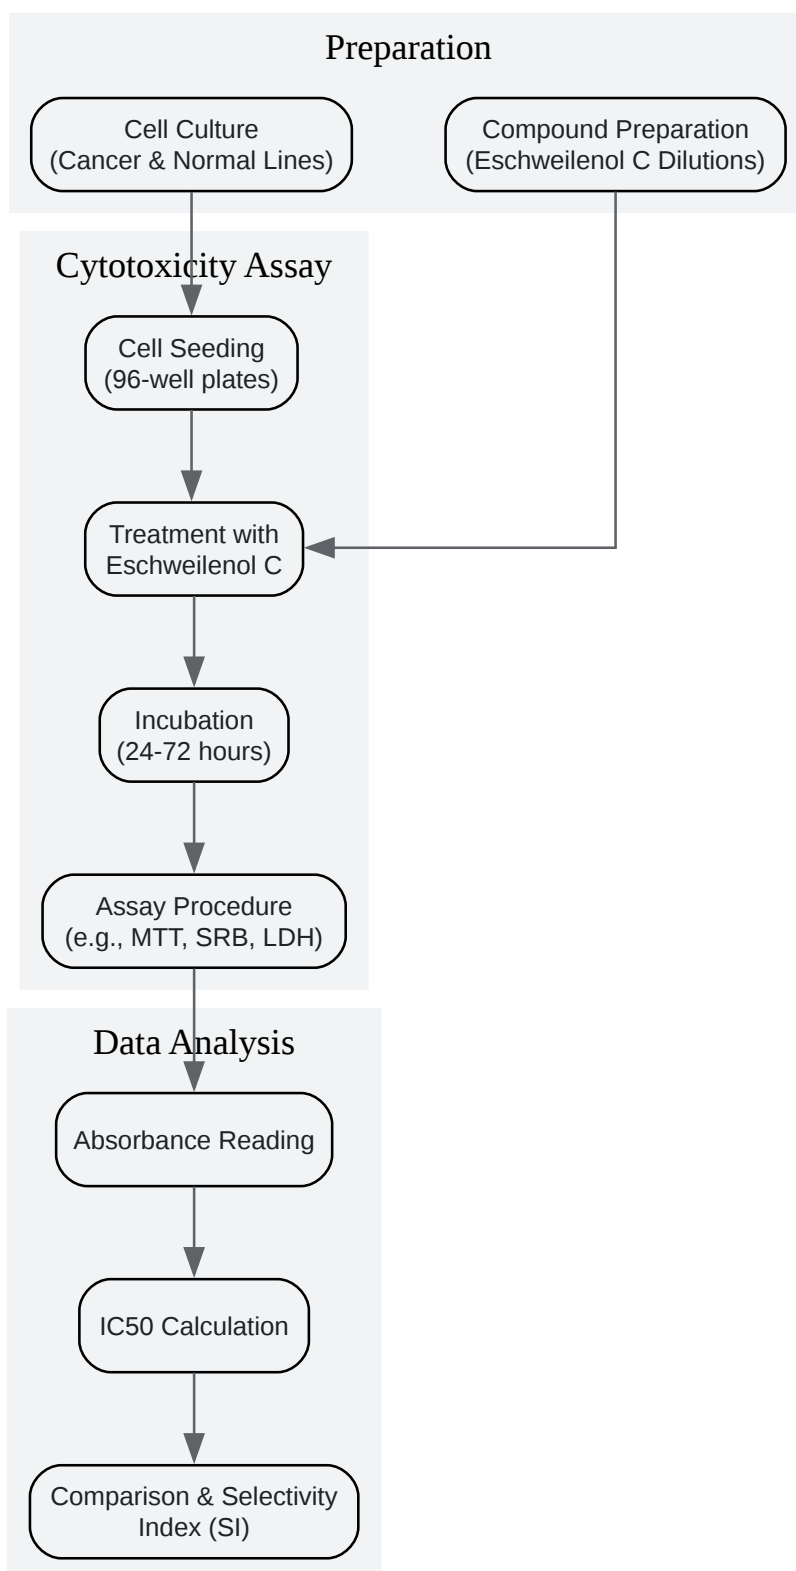 Preparation
Cell Culture
(Cancer & Normal Lines)
Compound Preparation
(Eschweilenol C Dilutions)
Cytotoxicity Assay
Cell Seeding
(96-well plates)
Treatment with
Eschweilenol C
Incubation
(24-72 hours)
Assay Procedure
(e.g., MTT, SRB, LDH)
Data Analysis
Absorbance Reading
IC50 Calculation
Comparison & Selectivity
Index (SI)